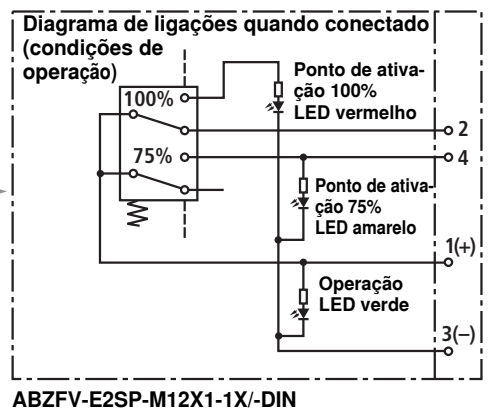 Diagrama de ligações quando conectado
(condições de
operação)
Ponto de ativa-
ção 100%
LED vermelho
100%
2
75%
4
Ponto de ativa-
ção 75%
LED amarelo
1(+)
Operação
LED verde
3(−)
ABZFV-E2SP-M12X1-1X/-DIN